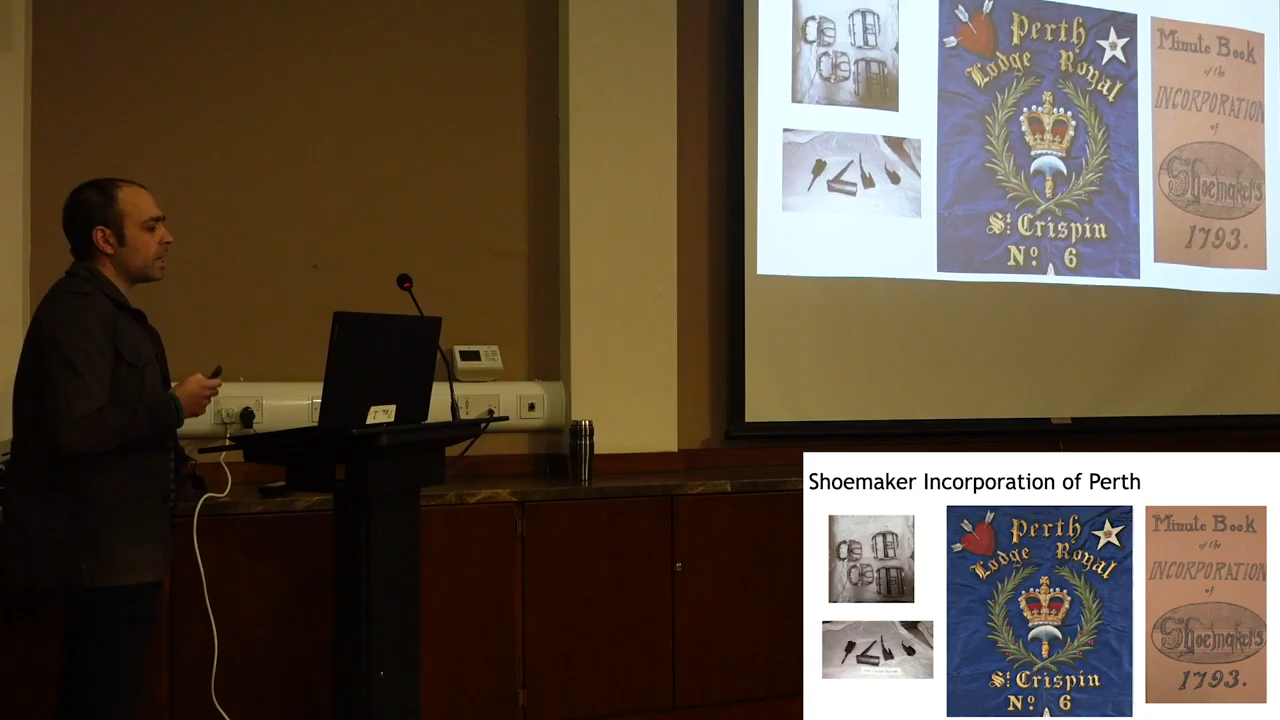 Perth
Lodge Royal
St Crispin
No 6
Minute Book
of the
INCORPORATION
of
Shoemakers
1793.
Shoemaker Incorporation of Perth
Perth
Lodge Royal
St Crispin
No 6
Minute Book
of the
INCORPORATION
of
Shoemakers
1793.